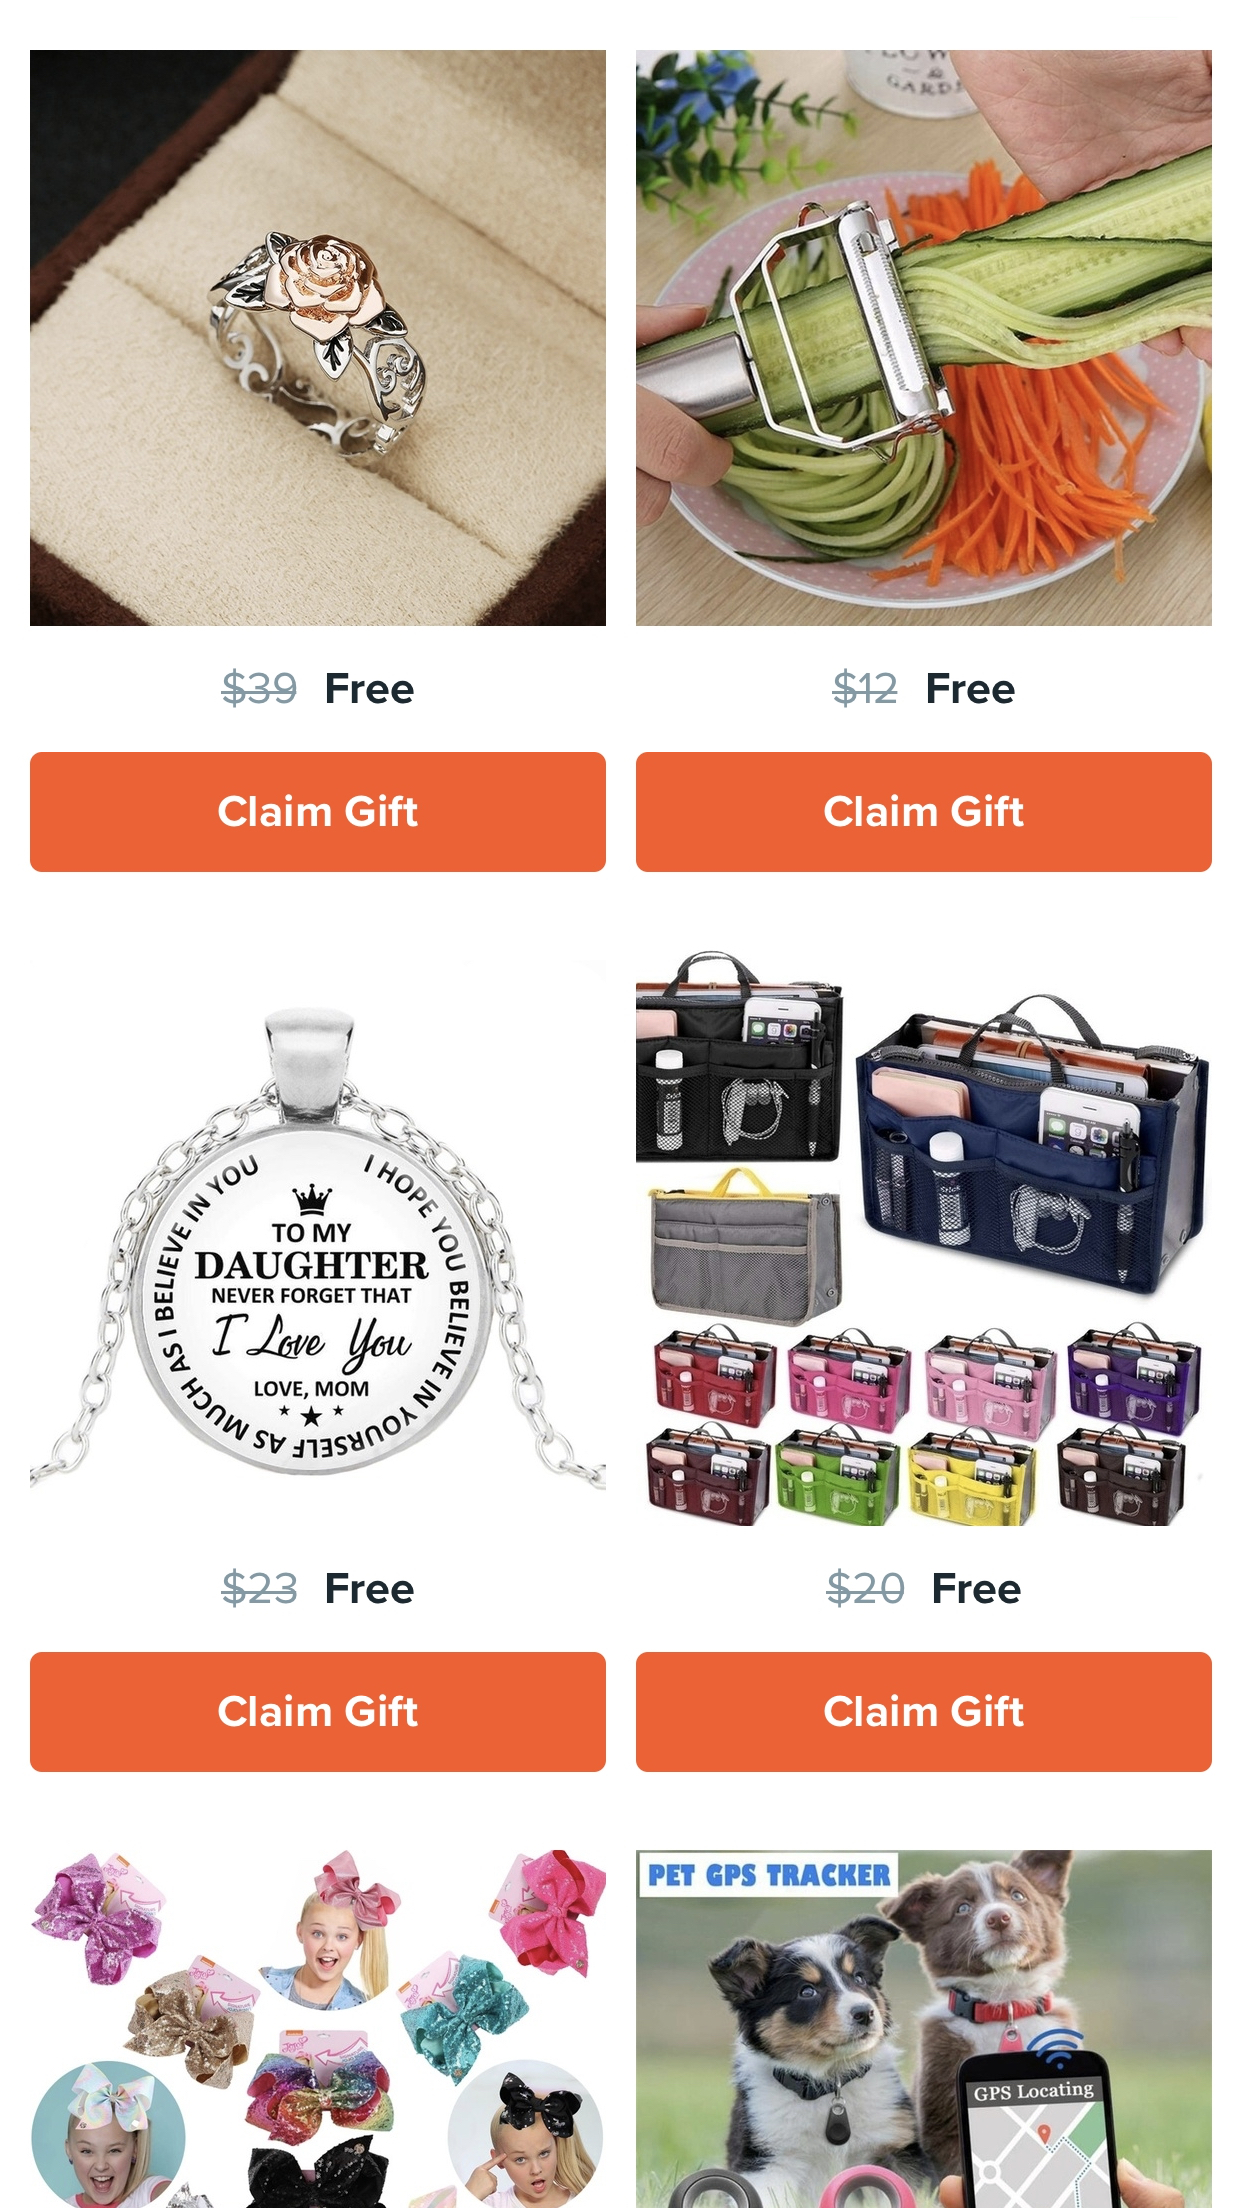 GARD
$39 Free
$12 Free
Claim Gift
Claim Gift
I HOPE YOU BELIEVE IN YOURSELF AS MUCH AS I BELIEVE IN YOU
TO MY
DAUGHTER
NEVER FORGET THAT
I Love You
LOVE, MOM
$23 Free
$20 Free
Claim Gift
Claim Gift
PET GPS TRACKER
GPS Locating